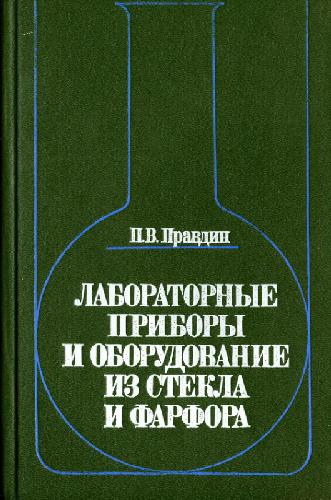 П.В. Правдин
ЛАБОРАТОРНЫЕ
ПРИБОРЫ
И ОБОРУДОВАНИЕ
ИЗ СТЕКЛА
И ФАРФОРА